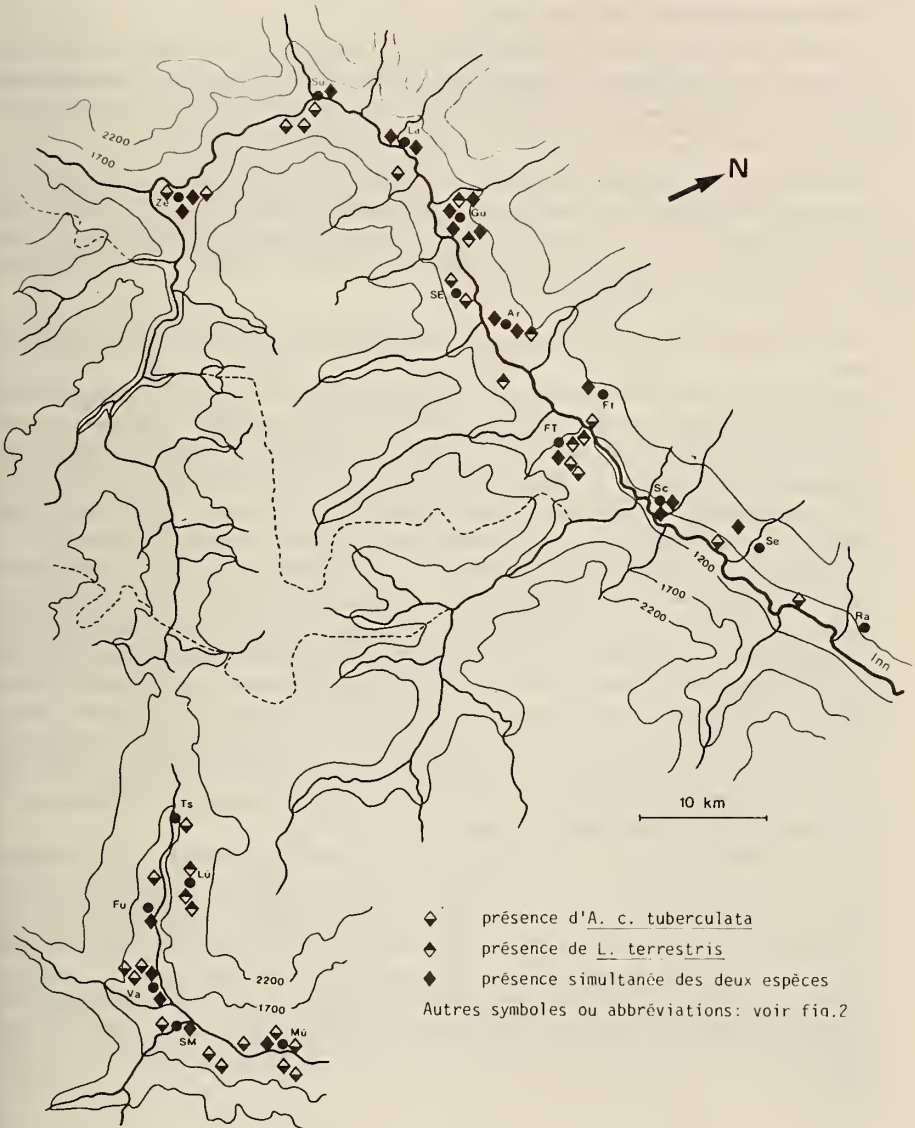 Su
2200
1700
La
N
Ze
Gu
SE
Ar
Ft
FT
Sc
Se
1200
1700
2200
Ra
Inn
10 km
Ts
Lü
Fu
2200
1700
Va
SM
Mü
présence d'A. c. tuberculata
présence de L. terrestris
présence simultanée des deux espèces
Autres symboles ou abbréviations: voir fig.2